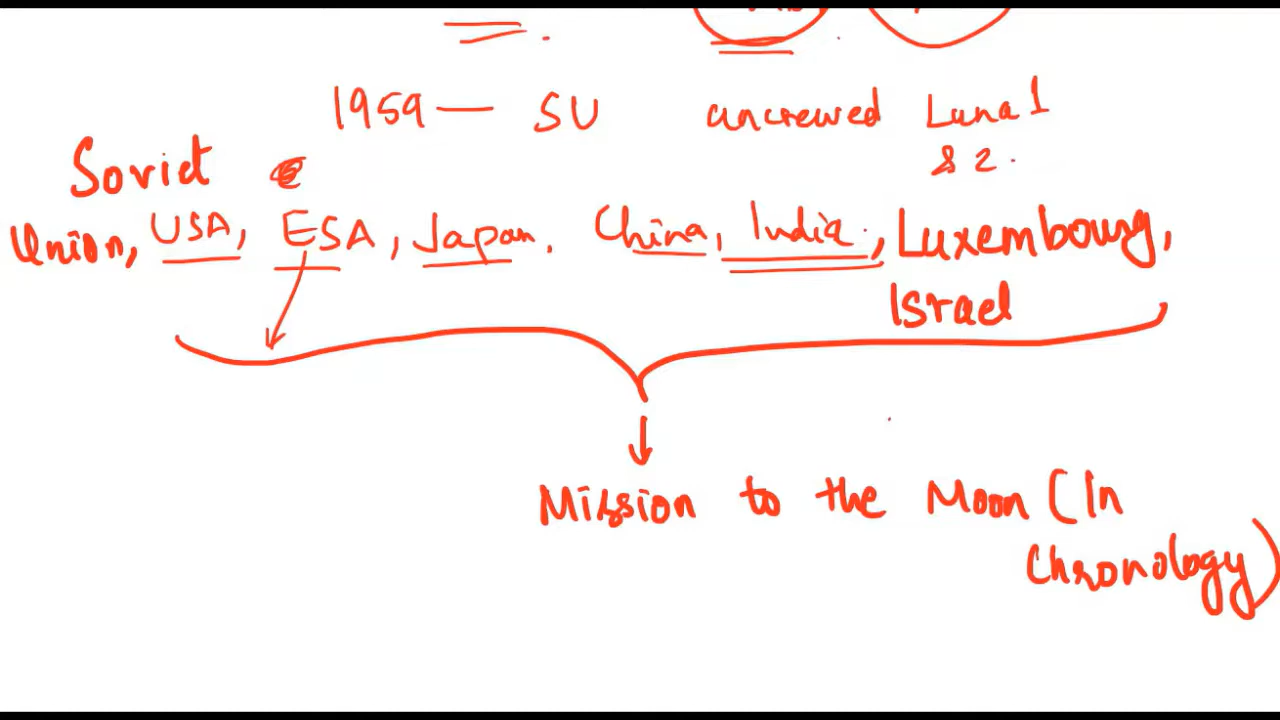 1959 — SU uncrewed Luna 1
& 2.
Soviet
Union, USA, ESA, Japan. China, India, Luxembourg,
Israel
Mission to the Moon (In
Chronology)